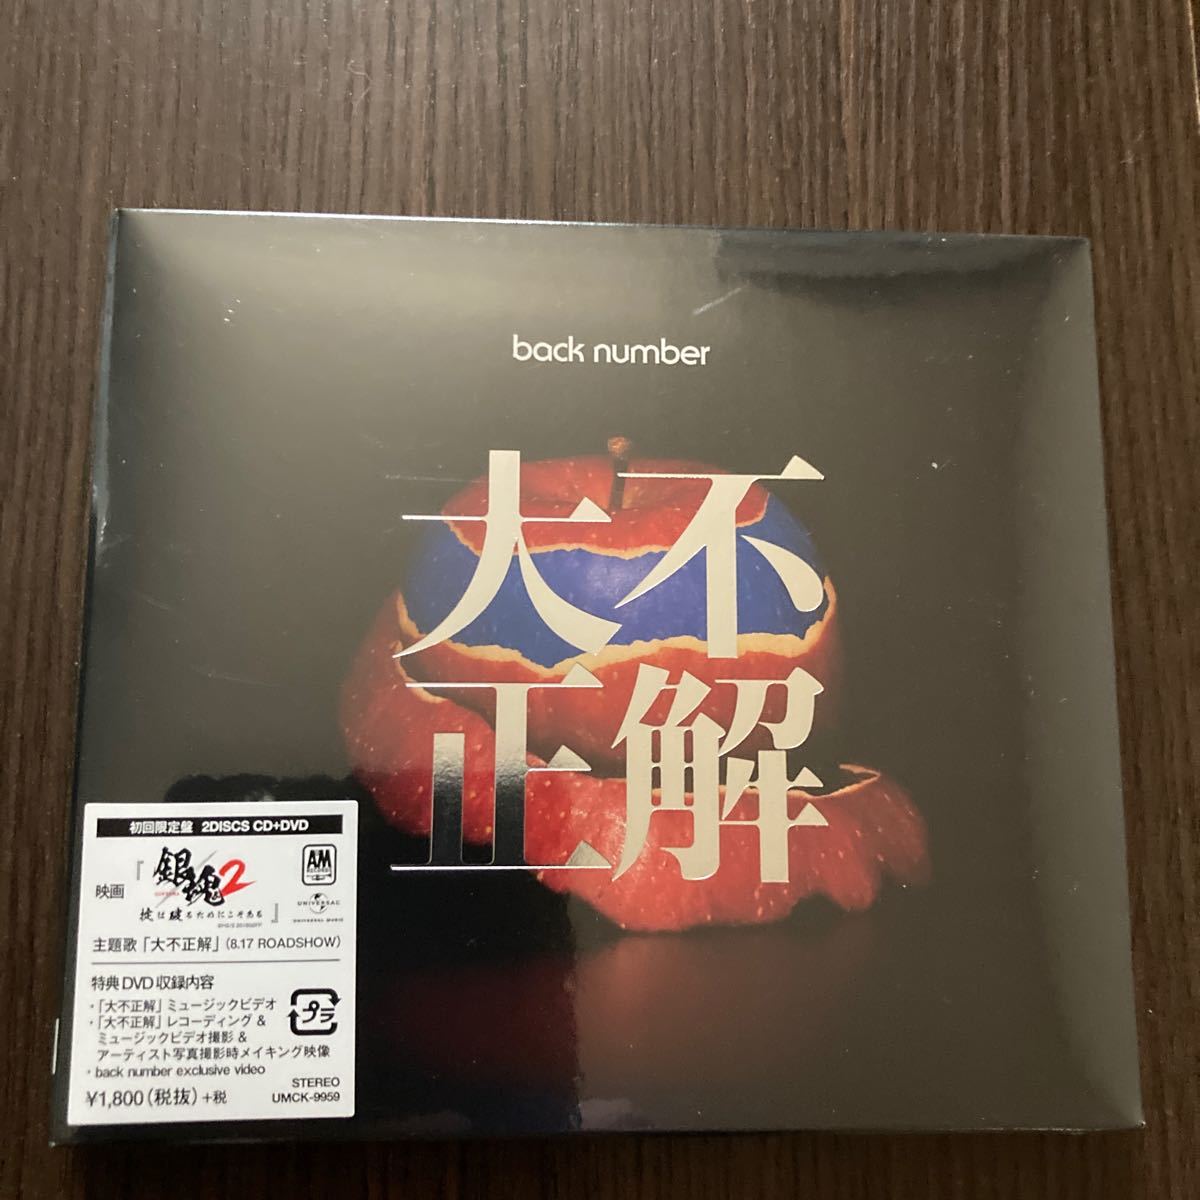 back number
大不
正解
初回限定盤 2DISCS CD+DVD
映画『銀魂2
掟は破るためにこそある』
A&M
RECORDS
UNIVERSAL
UNIVERSAL MUSIC
主題歌「大不正解」(8.17 ROADSHOW)
特典DVD収録内容
・「大不正解」ミュージックビデオ
・「大不正解」レコーディング &
ミュージックビデオ撮影 &
アーティスト写真撮影時メイキング映像
・back number exclusive video
プラ
¥1,800(税抜)+税
STEREO
UMCK-9959